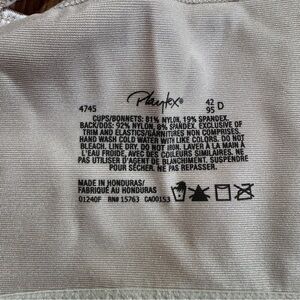 Playtex®
4745 42 D
95
CUPS/BONNETS: 81% NYLON, 19% SPANDEX.
BACK/DOS: 92% NYLON, 8% SPANDEX. EXCLUSIVE OF
TRIM AND ELASTICS/GARNITURES NON COMPRISES.
HAND WASH COLD WATER WITH LIKE COLORS. DO NOT
BLEACH. LINE DRY. DO NOT IRON. LAVER À LA MAIN À
L'EAU FROIDE, AVEC DES COULEURS SIMILAIRES. NE
PAS UTILISER D'AGENT DE BLANCHIMENT. SUSPENDRE
POUR SÉCHER. NE PAS REPASSER.
MADE IN HONDURAS/
FABRIQUÉ AU HONDURAS
01240F RN# 15763 CA00153